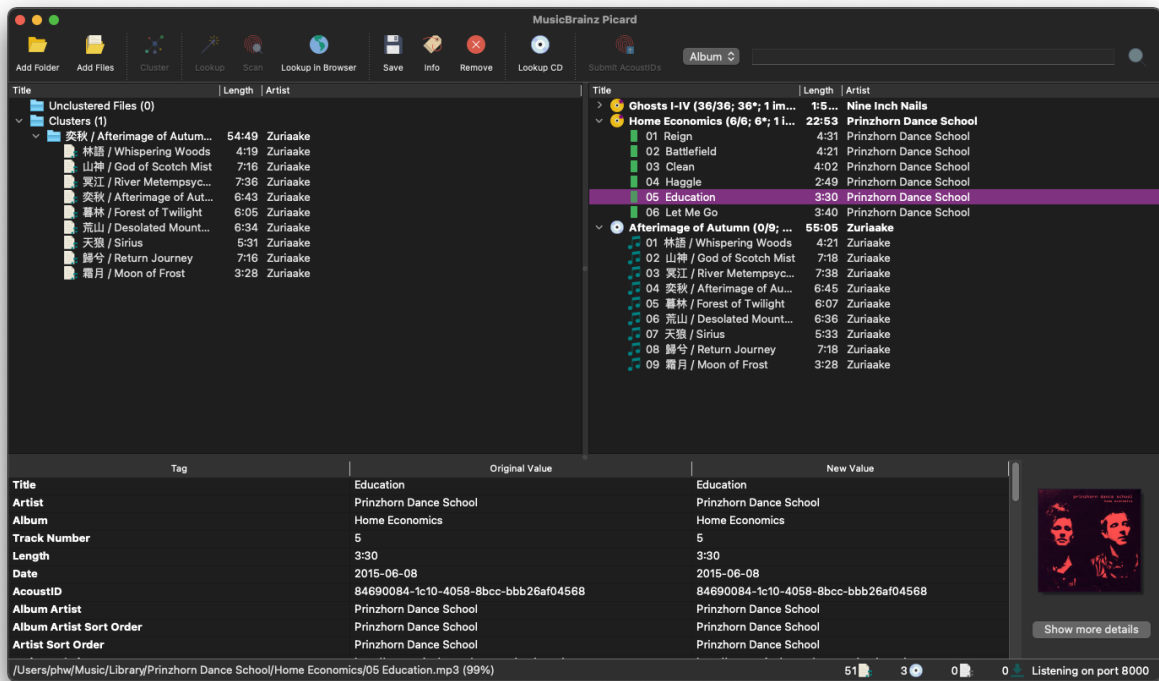 MusicBrainz Picard
Add Folder Add Files Cluster Lookup Scan Lookup in Browser Save Info Remove Lookup CD Submit AcoustIDs Album
Title Length Artist
Unclustered Files (0)
Clusters (1)
奕秋 / Afterimage of Autum... 54:49 Zuriaake
林語 / Whispering Woods 4:19 Zuriaake
山神 / God of Scotch Mist 7:16 Zuriaake
冥江 / River Metempsyc... 7:36 Zuriaake
奕秋 / Afterimage of Aut... 6:43 Zuriaake
暮林 / Forest of Twilight 6:05 Zuriaake
荒山 / Desolated Mount... 6:34 Zuriaake
天狼 / Sirius 5:31 Zuriaake
歸兮 / Return Journey 7:16 Zuriaake
霜月 / Moon of Frost 3:28 Zuriaake
Title Length Artist
Ghosts I-IV (36/36; 36*; 1 im... 1:5... Nine Inch Nails
Home Economics (6/6; 6*; 1 i... 22:53 Prinzhorn Dance School
01 Reign 4:31 Prinzhorn Dance School
02 Battlefield 4:21 Prinzhorn Dance School
03 Clean 4:02 Prinzhorn Dance School
04 Haggle 2:49 Prinzhorn Dance School
05 Education 3:30 Prinzhorn Dance School
06 Let Me Go 3:40 Prinzhorn Dance School
Afterimage of Autumn (0/9; ... 55:05 Zuriaake
01 林語 / Whispering Woods 4:21 Zuriaake
02 山神 / God of Scotch Mist 7:18 Zuriaake
03 冥江 / River Metempsyc... 7:38 Zuriaake
04 奕秋 / Afterimage of Au... 6:45 Zuriaake
05 暮林 / Forest of Twilight 6:07 Zuriaake
06 荒山 / Desolated Mount... 6:36 Zuriaake
07 天狼 / Sirius 5:33 Zuriaake
08 歸兮 / Return Journey 7:18 Zuriaake
09 霜月 / Moon of Frost 3:28 Zuriaake
Tag Original Value New Value
Title Education Education
Artist Prinzhorn Dance School Prinzhorn Dance School
Album Home Economics Home Economics
Track Number 5 5
Length 3:30 3:30
Date 2015-06-08 2015-06-08
AcoustID 84690084-1c10-4058-8bcc-bbb26af04568 84690084-1c10-4058-8bcc-bbb26af04568
Album Artist Prinzhorn Dance School Prinzhorn Dance School
Album Artist Sort Order Prinzhorn Dance School Prinzhorn Dance School
Artist Sort Order Prinzhorn Dance School Prinzhorn Dance School
prinzhorn dance school
home economics
Show more details
/Users/phw/Music/Library/Prinzhorn Dance School/Home Economics/05 Education.mp3 (99%) 51 3 0 0 Listening on port 8000